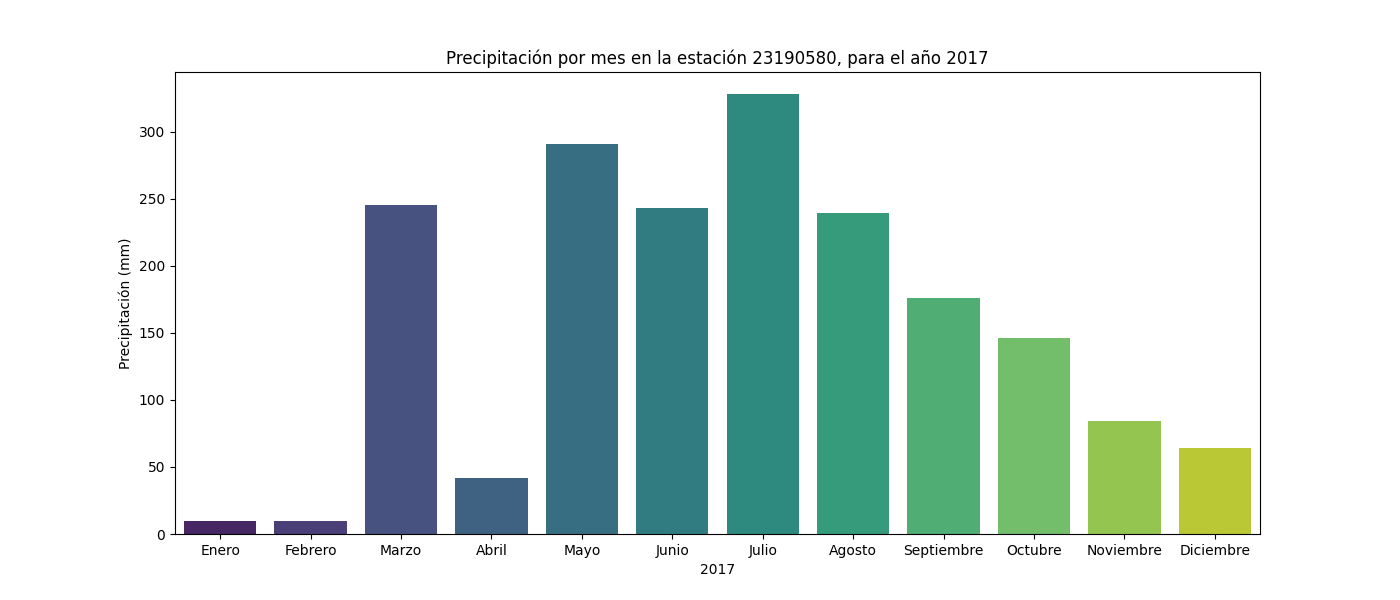 Precipitación por mes en la estación 23190580, para el año 2017
Precipitación (mm)
300
250
200
150
100
50
0
Enero Febrero Marzo Abril Mayo Junio Julio Agosto Septiembre Octubre Noviembre Diciembre
2017